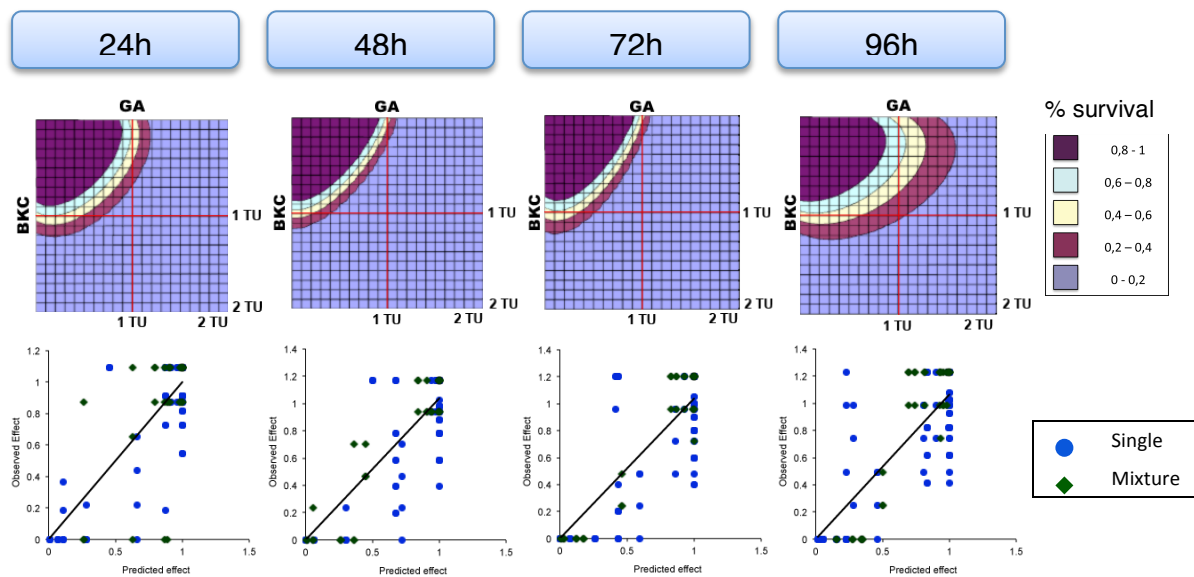 24h
48h
72h
96h
GA
GA
GA
GA
% survival
0,8 - 1
0,6 – 0,8
0,4 – 0,6
0,2 – 0,4
0 - 0,2
BKC
1 TU
2 TU
1 TU
2 TU
BKC
1 TU
2 TU
1 TU
2 TU
BKC
1 TU
2 TU
1 TU
2 TU
BKC
1 TU
2 TU
1 TU
2 TU
Observed Effect
1.2
1
0.8
0.6
0.4
0.2
0
0
0.5
1
1.5
Predicted effect
Observed Effect
1.4
1.2
1
0.8
0.6
0.4
0.2
0
0
0.5
1
1.5
Predicted effect
Observed Effect
1.4
1.2
1
0.8
0.6
0.4
0.2
0
0
0.5
1
1.5
Predicted effect
Observed Effect
1.4
1.2
1
0.8
0.6
0.4
0.2
0
0
0.5
1
1.5
Predicted effect
Single
Mixture